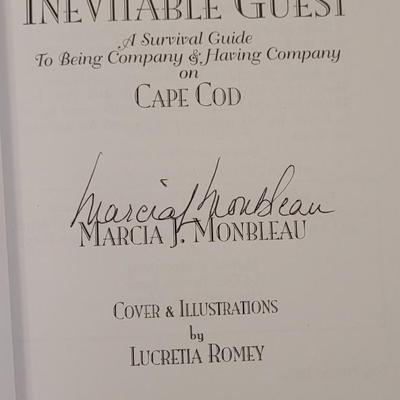 INEVITABLE GUEST
A Survival Guide
To Being Company & Having Company
on
CAPE COD
Marcia J. Monbleau
MARCIA J. MONBLEAU
COVER & ILLUSTRATIONS
by
LUCRETIA ROMEY